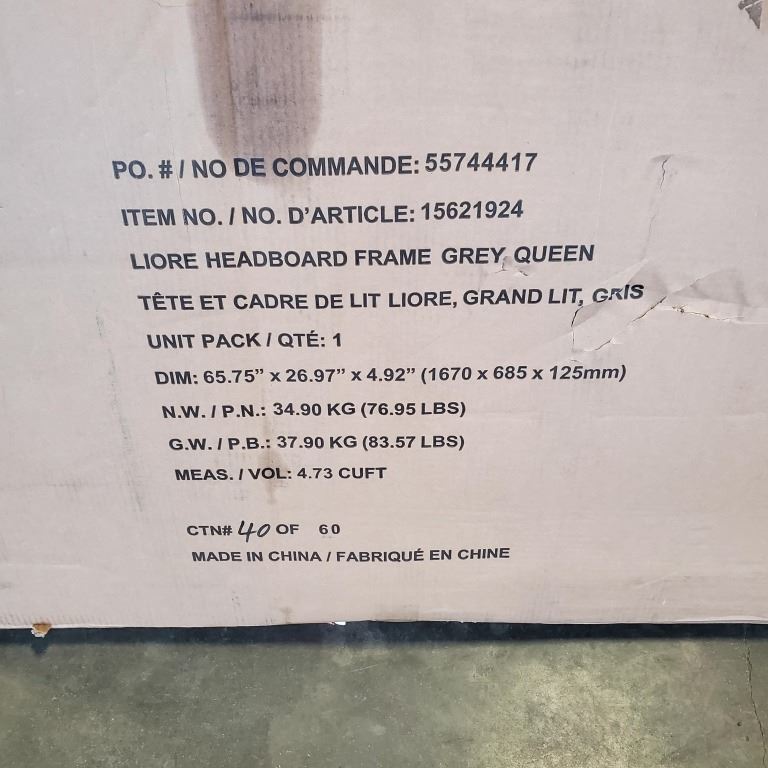 PO. # / NO DE COMMANDE: 55744417
ITEM NO. / NO. D'ARTICLE: 15621924
LIORE HEADBOARD FRAME GREY, QUEEN
TÊTE ET CADRE DE LIT LIORE, GRAND LIT, GRIS
UNIT PACK / QTÉ: 1
DIM: 65.75” x 26.97” x 4.92” (1670 x 685 x 125mm)
N.W. / P.N.: 34.90 KG (76.95 LBS)
G.W. / P.B.: 37.90 KG (83.57 LBS)
MEAS. / VOL: 4.73 CUFT
CTN# 40 OF 60
MADE IN CHINA / FABRIQUÉ EN CHINE